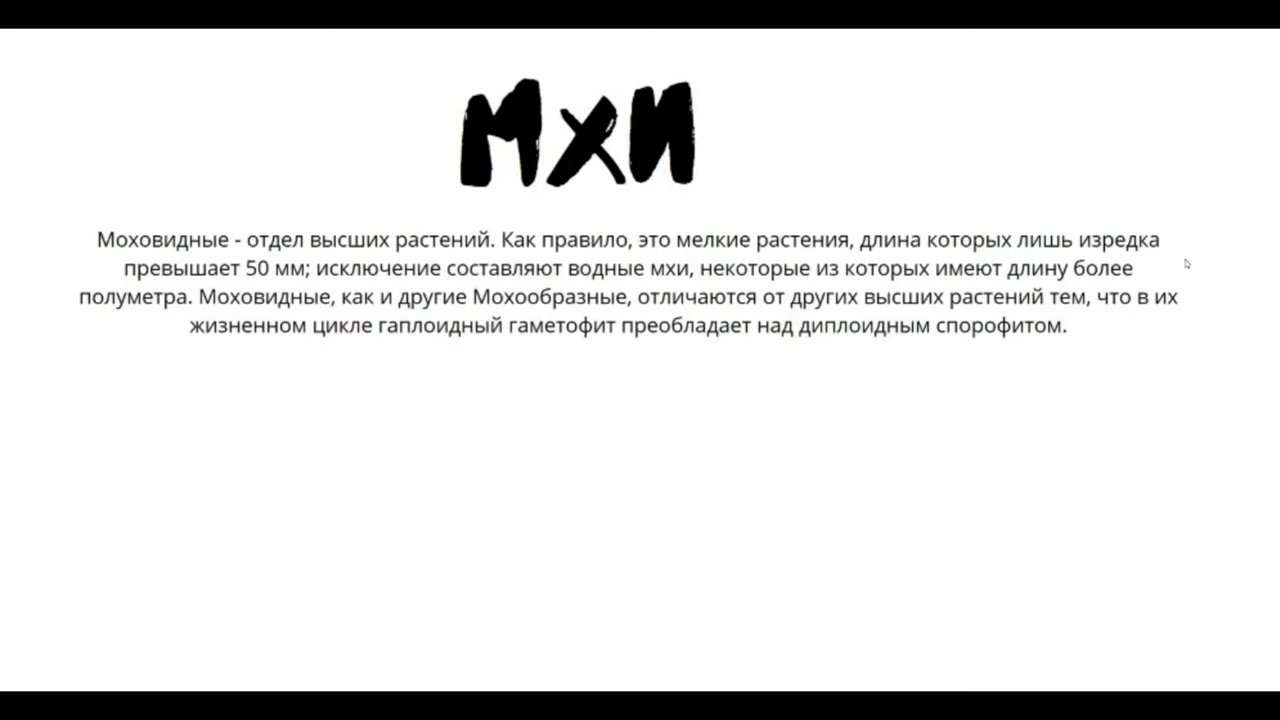 Мхи
Моховидные - отдел высших растений. Как правило, это мелкие растения, длина которых лишь изредка
превышает 50 мм; исключение составляют водные мхи, некоторые из которых имеют длину более
полуметра. Моховидные, как и другие Мохообразные, отличаются от других высших растений тем, что в их
жизненном цикле гаплоидный гаметофит преобладает над диплоидным спорофитом.